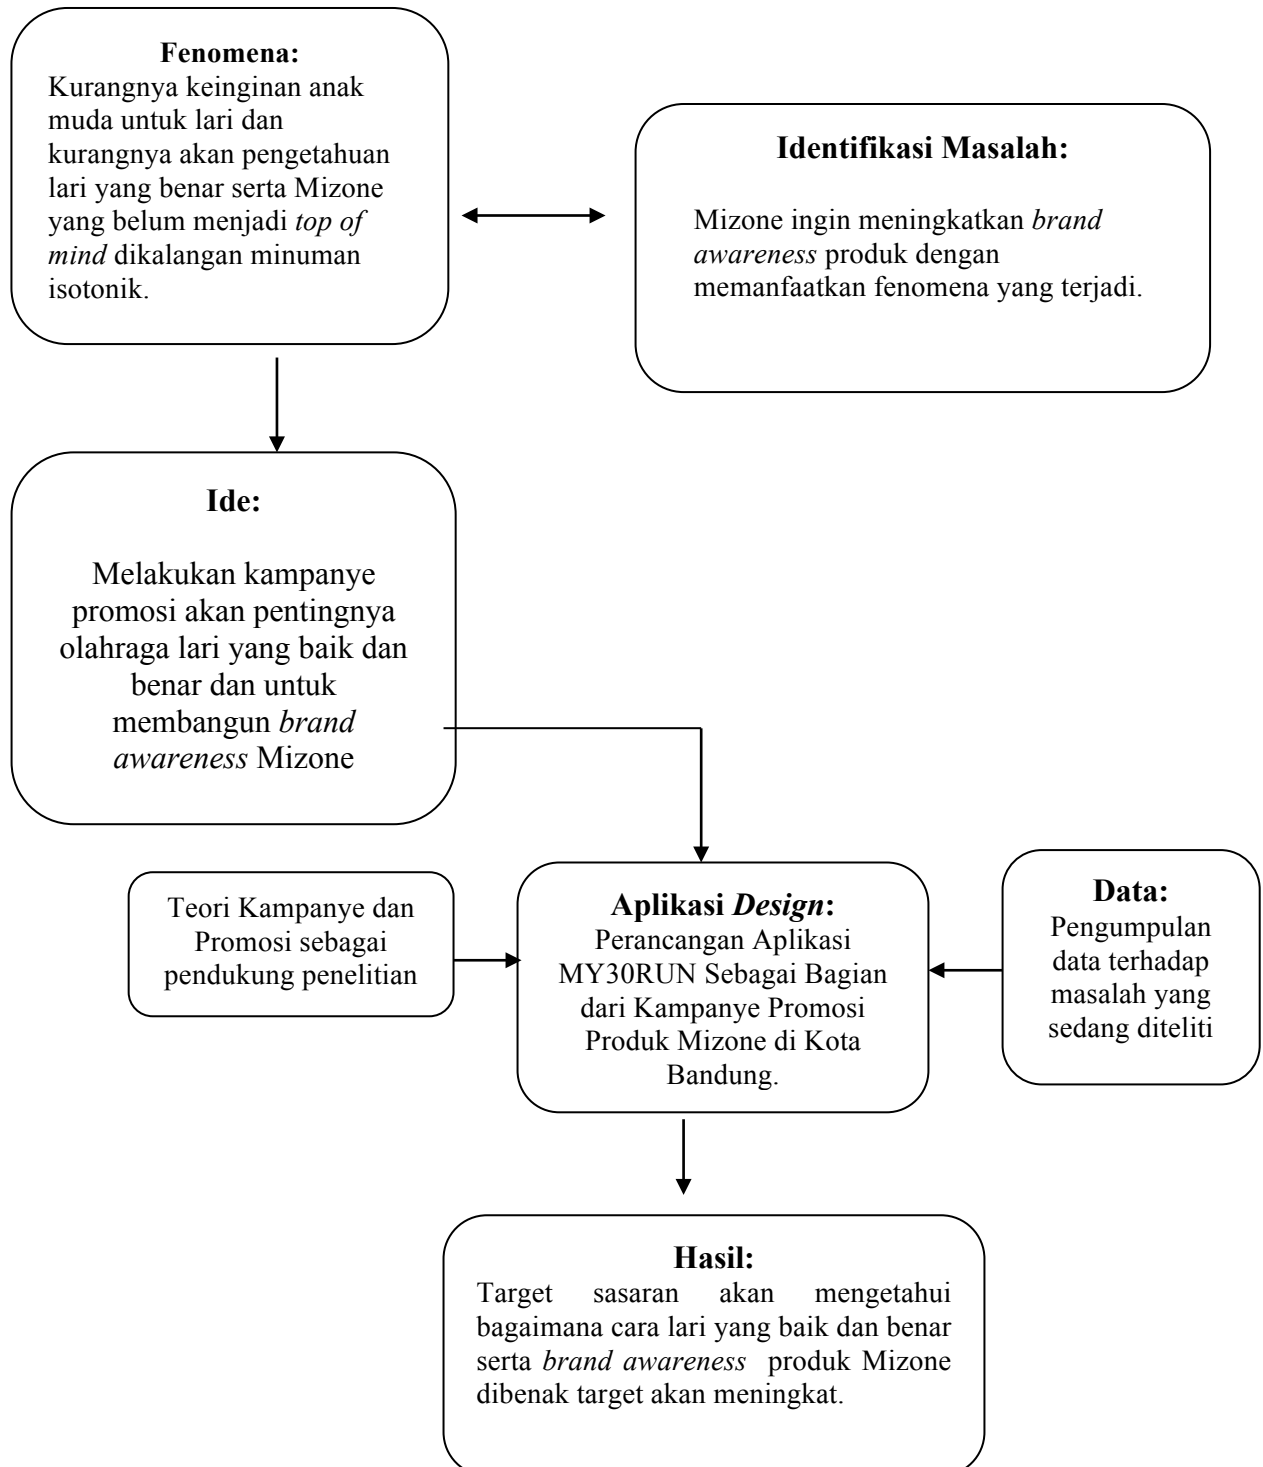 Fenomena:
Kurangnya keinginan anak
muda untuk lari dan
kurangnya akan pengetahuan
lari yang benar serta Mizone
yang belum menjadi top of
mind dikalangan minuman
isotonik.
Identifikasi Masalah:
Mizone ingin meningkatkan brand
awareness produk dengan
memanfaatkan fenomena yang terjadi.
Ide:
Melakukan kampanye
promosi akan pentingnya
olahraga lari yang baik dan
benar dan untuk
membangun brand
awareness Mizone
Teori Kampanye dan
Promosi sebagai
pendukung penelitian
Aplikasi Design:
Perancangan Aplikasi
MY30RUN Sebagai Bagian
dari Kampanye Promosi
Produk Mizone di Kota
Bandung.
Data:
Pengumpulan
data terhadap
masalah yang
sedang diteliti
Hasil:
Target sasaran akan mengetahui
bagaimana cara lari yang baik dan benar
serta brand awareness produk Mizone
dibenak target akan meningkat.